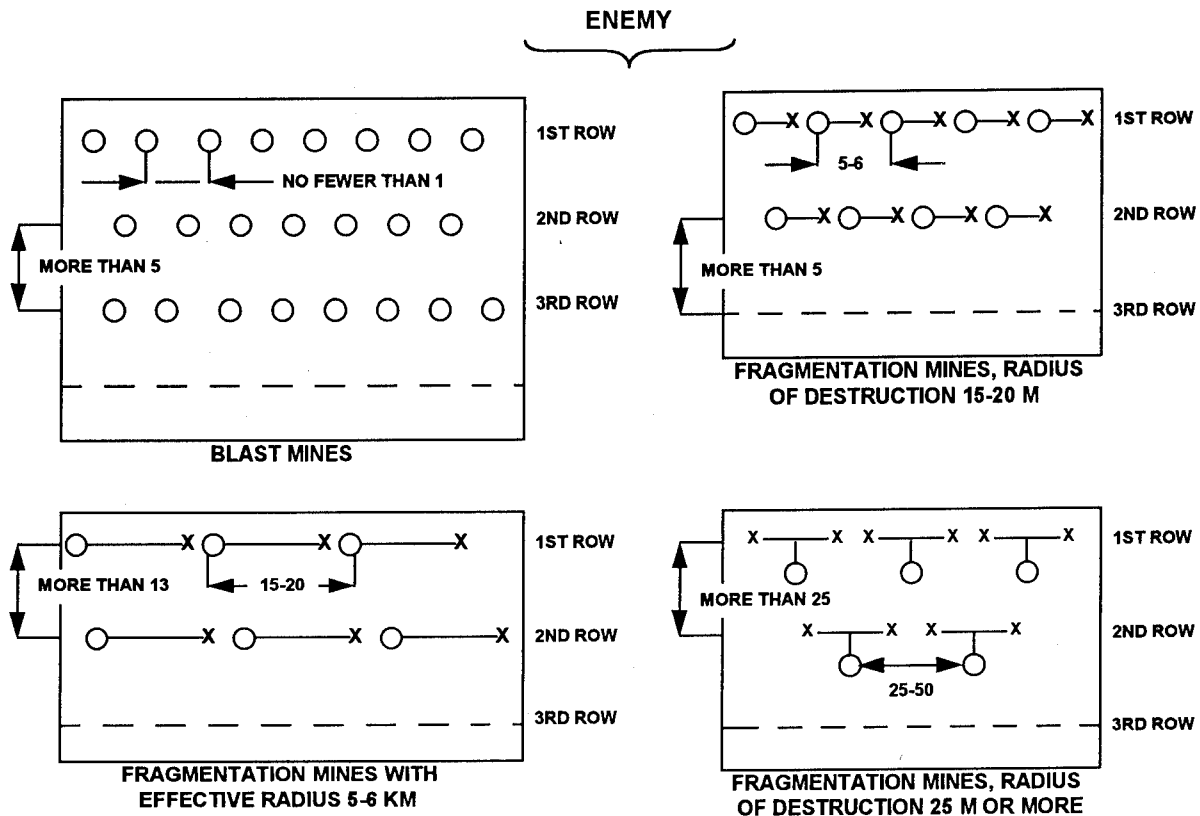 ENEMY
1ST ROW
NO FEWER THAN 1
2ND ROW
MORE THAN 5
3RD ROW
BLAST MINES
X X X X X
1ST ROW
5-6
X X X X
2ND ROW
MORE THAN 5
3RD ROW
FRAGMENTATION MINES, RADIUS
OF DESTRUCTION 15-20 M
X X X
1ST ROW
MORE THAN 13
15-20
X X X
2ND ROW
3RD ROW
FRAGMENTATION MINES WITH
EFFECTIVE RADIUS 5-6 KM
X X X X X X
1ST ROW
MORE THAN 25
X X X X
2ND ROW
25-50
3RD ROW
FRAGMENTATION MINES, RADIUS
OF DESTRUCTION 25 M OR MORE